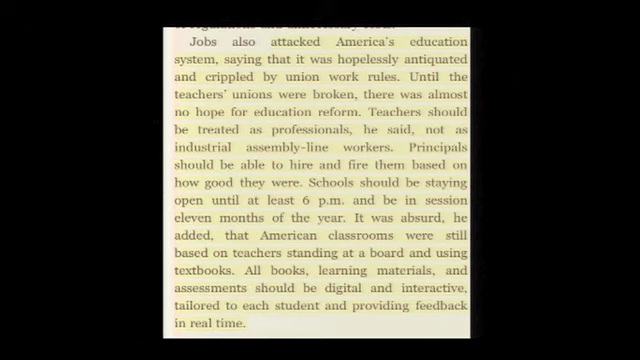 Jobs also attacked America's education
system, saying that it was hopelessly antiquated
and crippled by union work rules. Until the
teachers' unions were broken, there was almost
no hope for education reform. Teachers should
be treated as professionals, he said, not as
industrial assembly-line workers. Principals
should be able to hire and fire them based on
how good they were. Schools should be staying
open until at least 6 p.m. and be in session
eleven months of the year. It was absurd, he
added, that American classrooms were still
based on teachers standing at a board and using
textbooks. All books, learning materials, and
assessments should be digital and interactive,
tailored to each student and providing feedback
in real time.